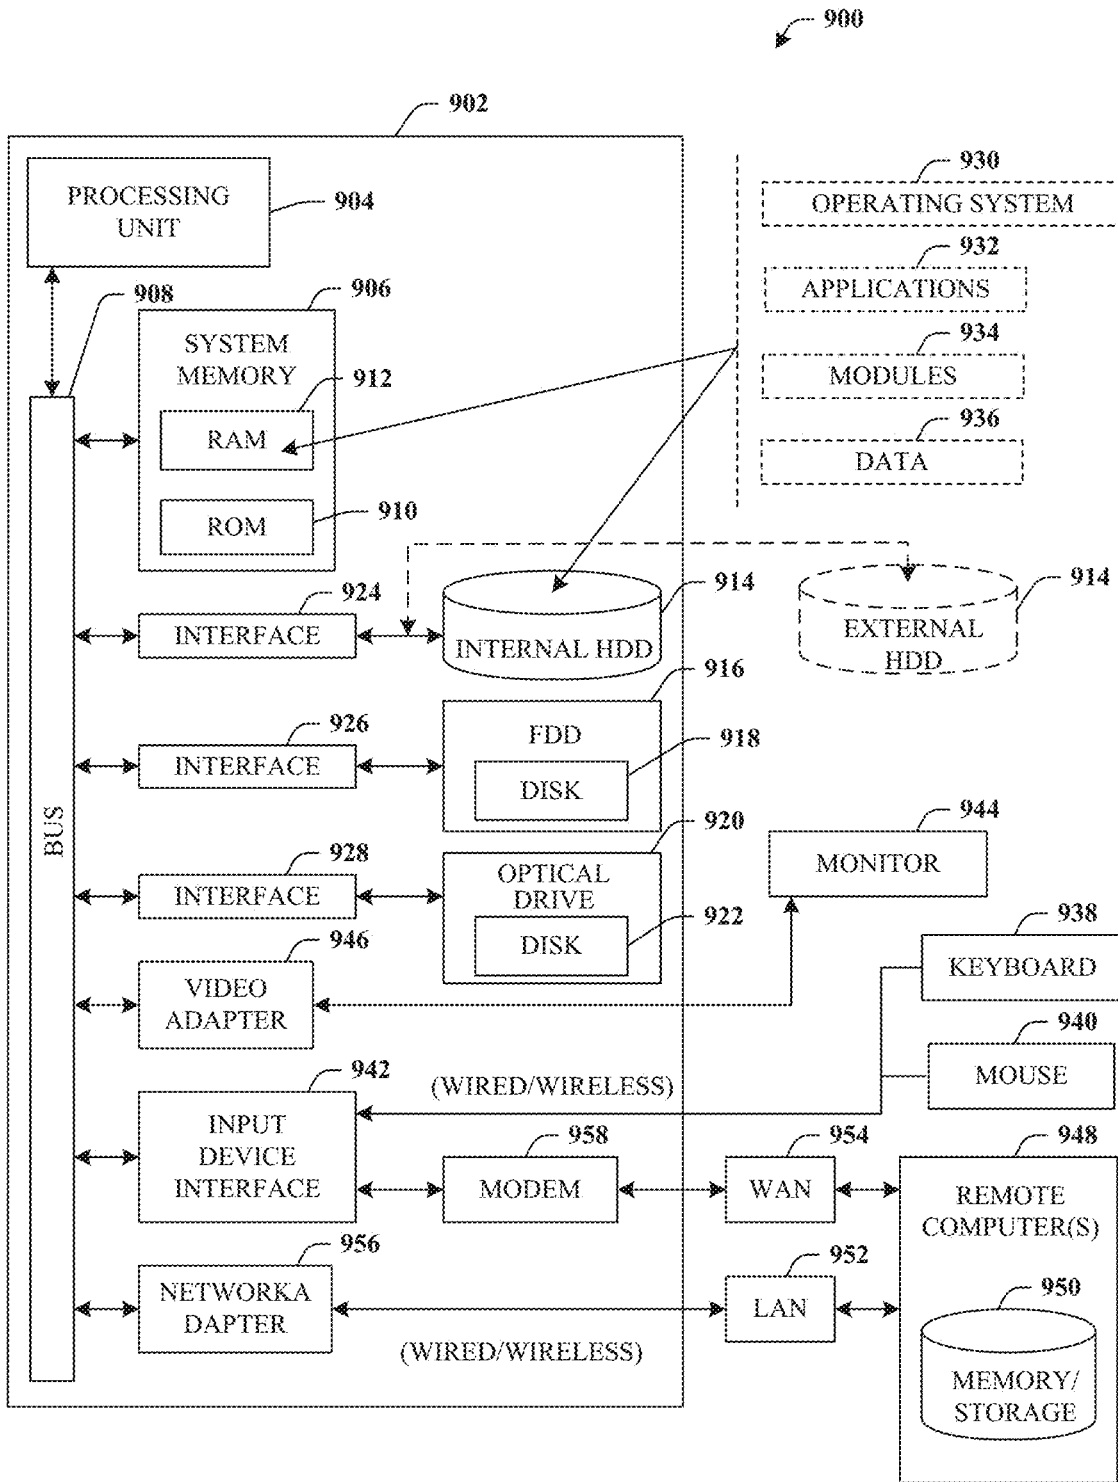 900
902
PROCESSING
UNIT
904
908
906
SYSTEM
MEMORY
912
RAM
ROM
910
930
OPERATING SYSTEM
932
APPLICATIONS
934
MODULES
936
DATA
924
INTERFACE
914
INTERNAL HDD
914
EXTERNAL
HDD
916
926
INTERFACE
FDD
918
DISK
BUS
920
928
INTERFACE
OPTICAL
DRIVE
922
DISK
944
MONITOR
946
VIDEO
ADAPTER
938
KEYBOARD
940
MOUSE
942
(WIRED/WIRELESS)
INPUT
DEVICE
INTERFACE
958
MODEM
954
WAN
948
REMOTE
COMPUTER(S)
956
NETWORKA
DAPTER
952
LAN
(WIRED/WIRELESS)
950
MEMORY/
STORAGE